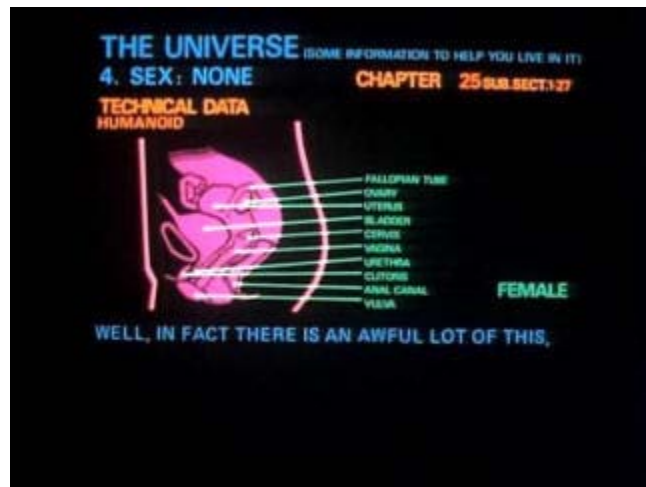 THE UNIVERSE (SOME INFORMATION TO HELP YOU LIVE IN IT)
4. SEX: NONE CHAPTER 25 SUB.SECT.1-27
TECHNICAL DATA
HUMANOID
FALLOPIAN TUBE
OVARY
UTERUS
BLADDER
CERVIX
VAGINA
URETHRA
CLITORIS
ANAL CANAL
FEMALE
VULVA
WELL, IN FACT THERE IS AN AWFUL LOT OF THIS,